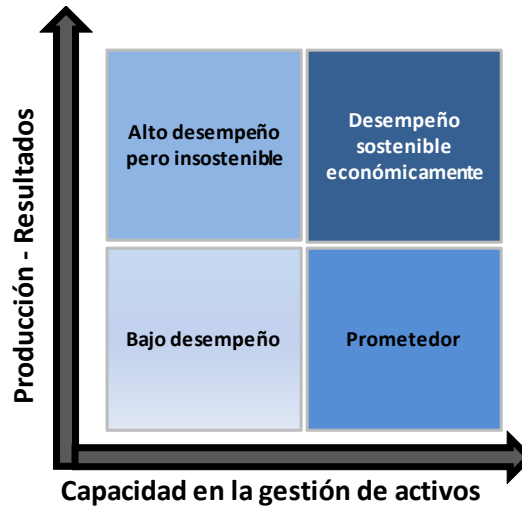 Producción - Resultados
Alto desempeño
pero insostenible
Desempeño
sostenible
económicamente
Bajo desempeño
Prometedor
Capacidad en la gestión de activos